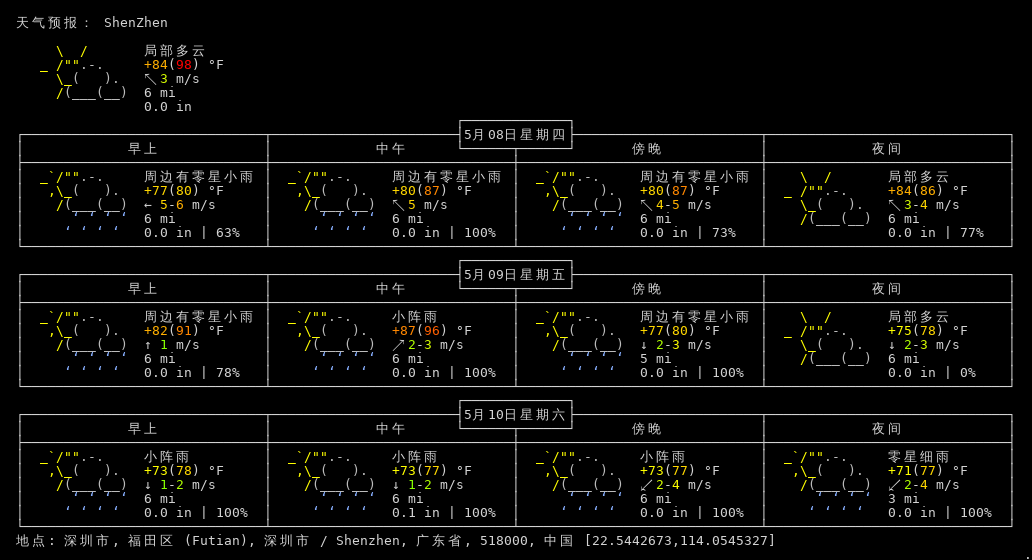 天气预报： ShenZhen
局部多云
+84(98) °F
↖ 3 m/s
6 mi
0.0 in
5月08日星期四
早上 中午 傍晚 夜间
周边有零星小雨 周边有零星小雨 周边有零星小雨 局部多云
+77(80) °F +80(87) °F +80(87) °F +84(86) °F
← 5-6 m/s ↖ 5 m/s ↖ 4-5 m/s ↖ 3-4 m/s
6 mi 6 mi 6 mi 6 mi
0.0 in | 63% 0.0 in | 100% 0.0 in | 73% 0.0 in | 77%
5月09日星期五
早上 中午 傍晚 夜间
周边有零星小雨 小阵雨 周边有零星小雨 局部多云
+82(91) °F +87(96) °F +77(80) °F +75(78) °F
↑ 1 m/s ↗ 2-3 m/s ↓ 2-3 m/s ↓ 2-3 m/s
6 mi 6 mi 5 mi 6 mi
0.0 in | 78% 0.0 in | 100% 0.0 in | 100% 0.0 in | 0%
5月10日星期六
早上 中午 傍晚 夜间
小阵雨 小阵雨 小阵雨 零星细雨
+73(78) °F +73(77) °F +73(77) °F +71(77) °F
↓ 1-2 m/s ↓ 1-2 m/s ↙ 2-4 m/s ↙ 2-4 m/s
6 mi 6 mi 6 mi 3 mi
0.0 in | 100% 0.1 in | 100% 0.0 in | 100% 0.0 in | 100%
地点: 深圳市, 福田区 (Futian), 深圳市 / Shenzhen, 广东省, 518000, 中国 [22.5442673,114.0545327]